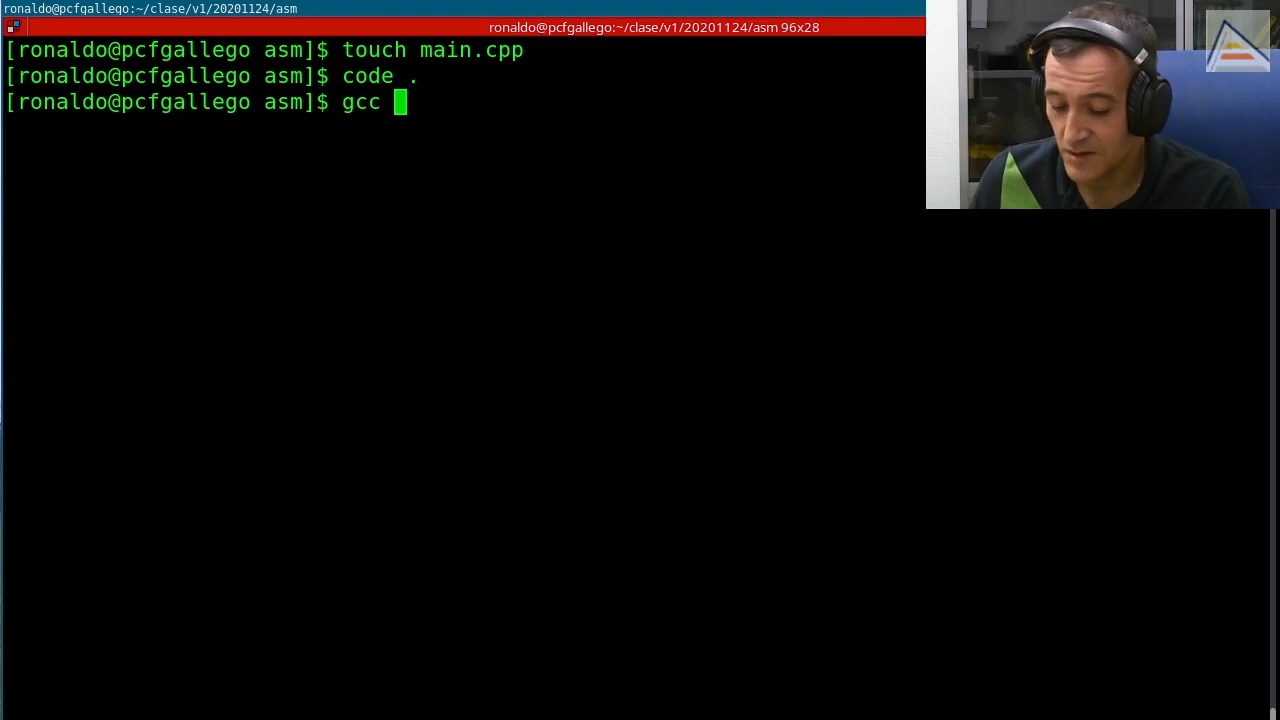 ronaldo@pcfgallego:~/clase/v1/20201124/asm
ronaldo@pcfgallego:~/clase/v1/20201124/asm 96x28
[ronaldo@pcfgallego asm]$ touch main.cpp
[ronaldo@pcfgallego asm]$ code .
[ronaldo@pcfgallego asm]$ gcc